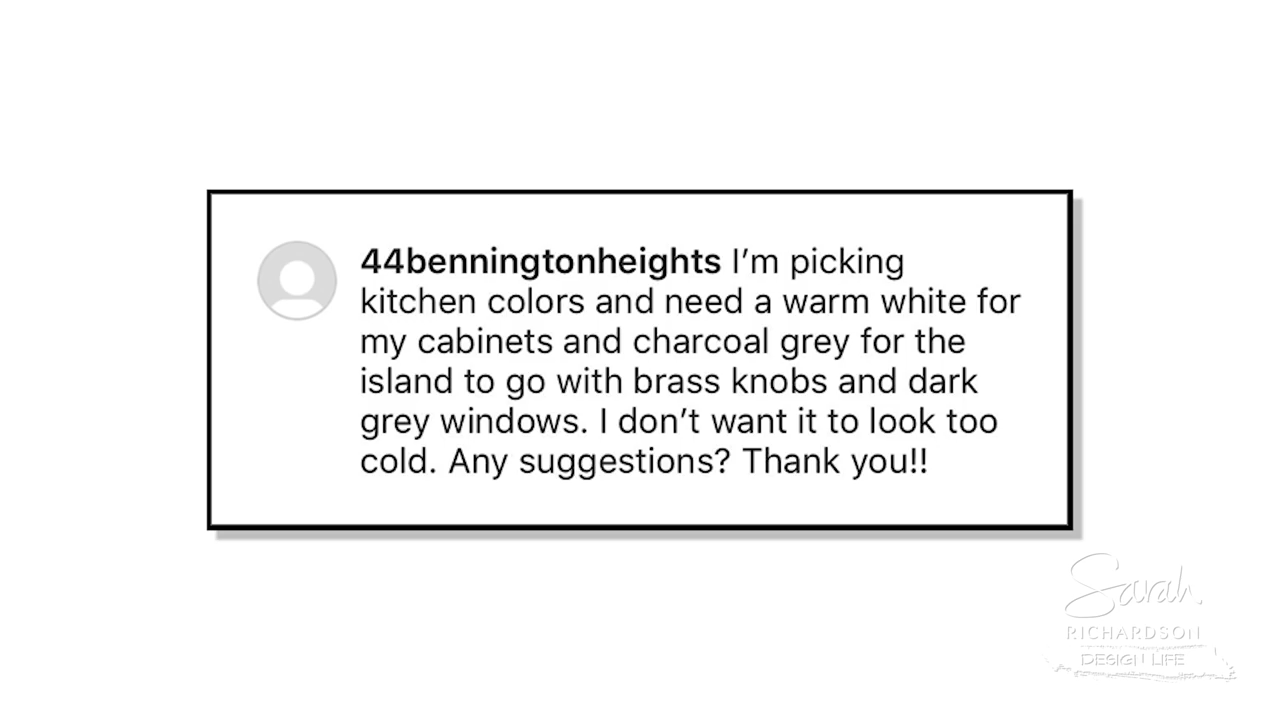 44benningtonheights I’m picking
kitchen colors and need a warm white for
my cabinets and charcoal grey for the
island to go with brass knobs and dark
grey windows. I don’t want it to look too
cold. Any suggestions? Thank you!!
Sarah
RICHARDSON
DESIGN LIFE